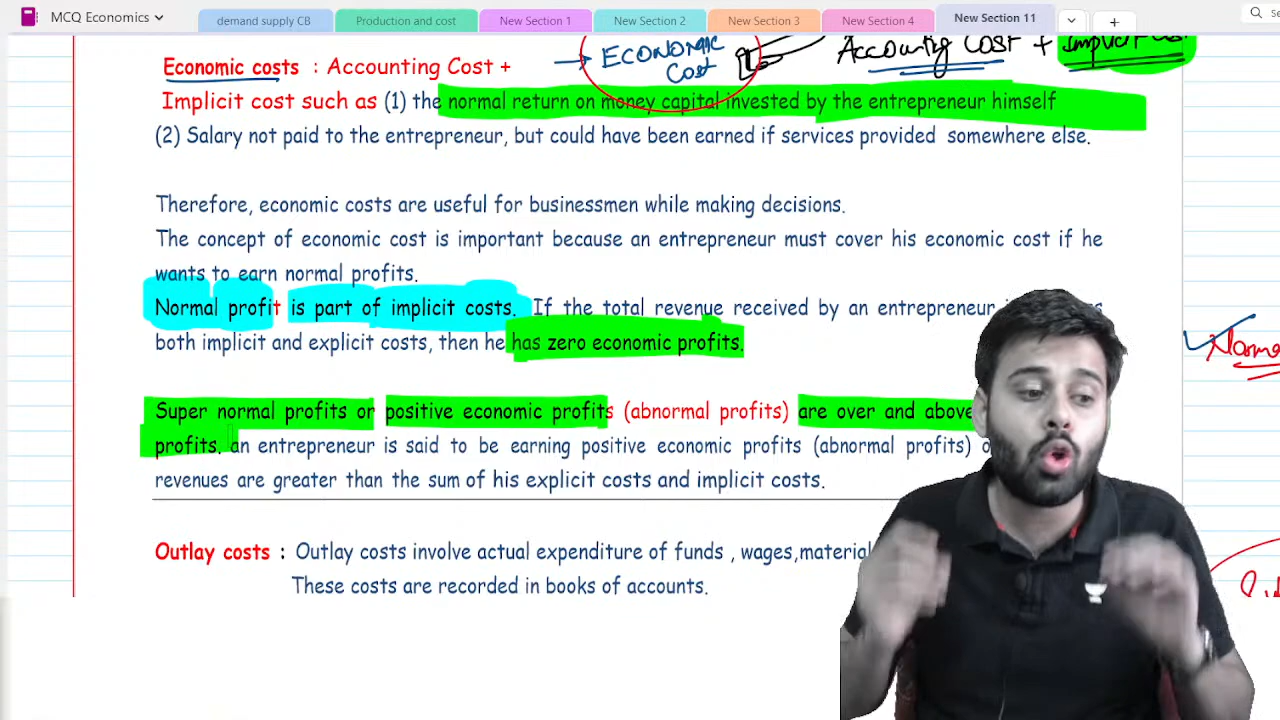 MCQ Economics
demand supply CB
Production and cost
New Section 1
New Section 2
New Section 3
New Section 4
New Section 11
+
Se
ECONOMIC
Cost
Accounting Cost + Implicit Cost
Economic costs : Accounting Cost +
Implicit cost such as (1) the normal return on money capital invested by the entrepreneur himself
(2) Salary not paid to the entrepreneur, but could have been earned if services provided somewhere else.
Therefore, economic costs are useful for businessmen while making decisions.
The concept of economic cost is important because an entrepreneur must cover his economic cost if he
wants to earn normal profits.
Normal profit is part of implicit costs. If the total revenue received by an entrepreneur
both implicit and explicit costs, then he has zero economic profits.
Norma
Super normal profits or positive economic profits (abnormal profits) are over and above
profits. an entrepreneur is said to be earning positive economic profits (abnormal profits)
revenues are greater than the sum of his explicit costs and implicit costs.
Outlay costs : Outlay costs involve actual expenditure of funds , wages,material
These costs are recorded in books of accounts.